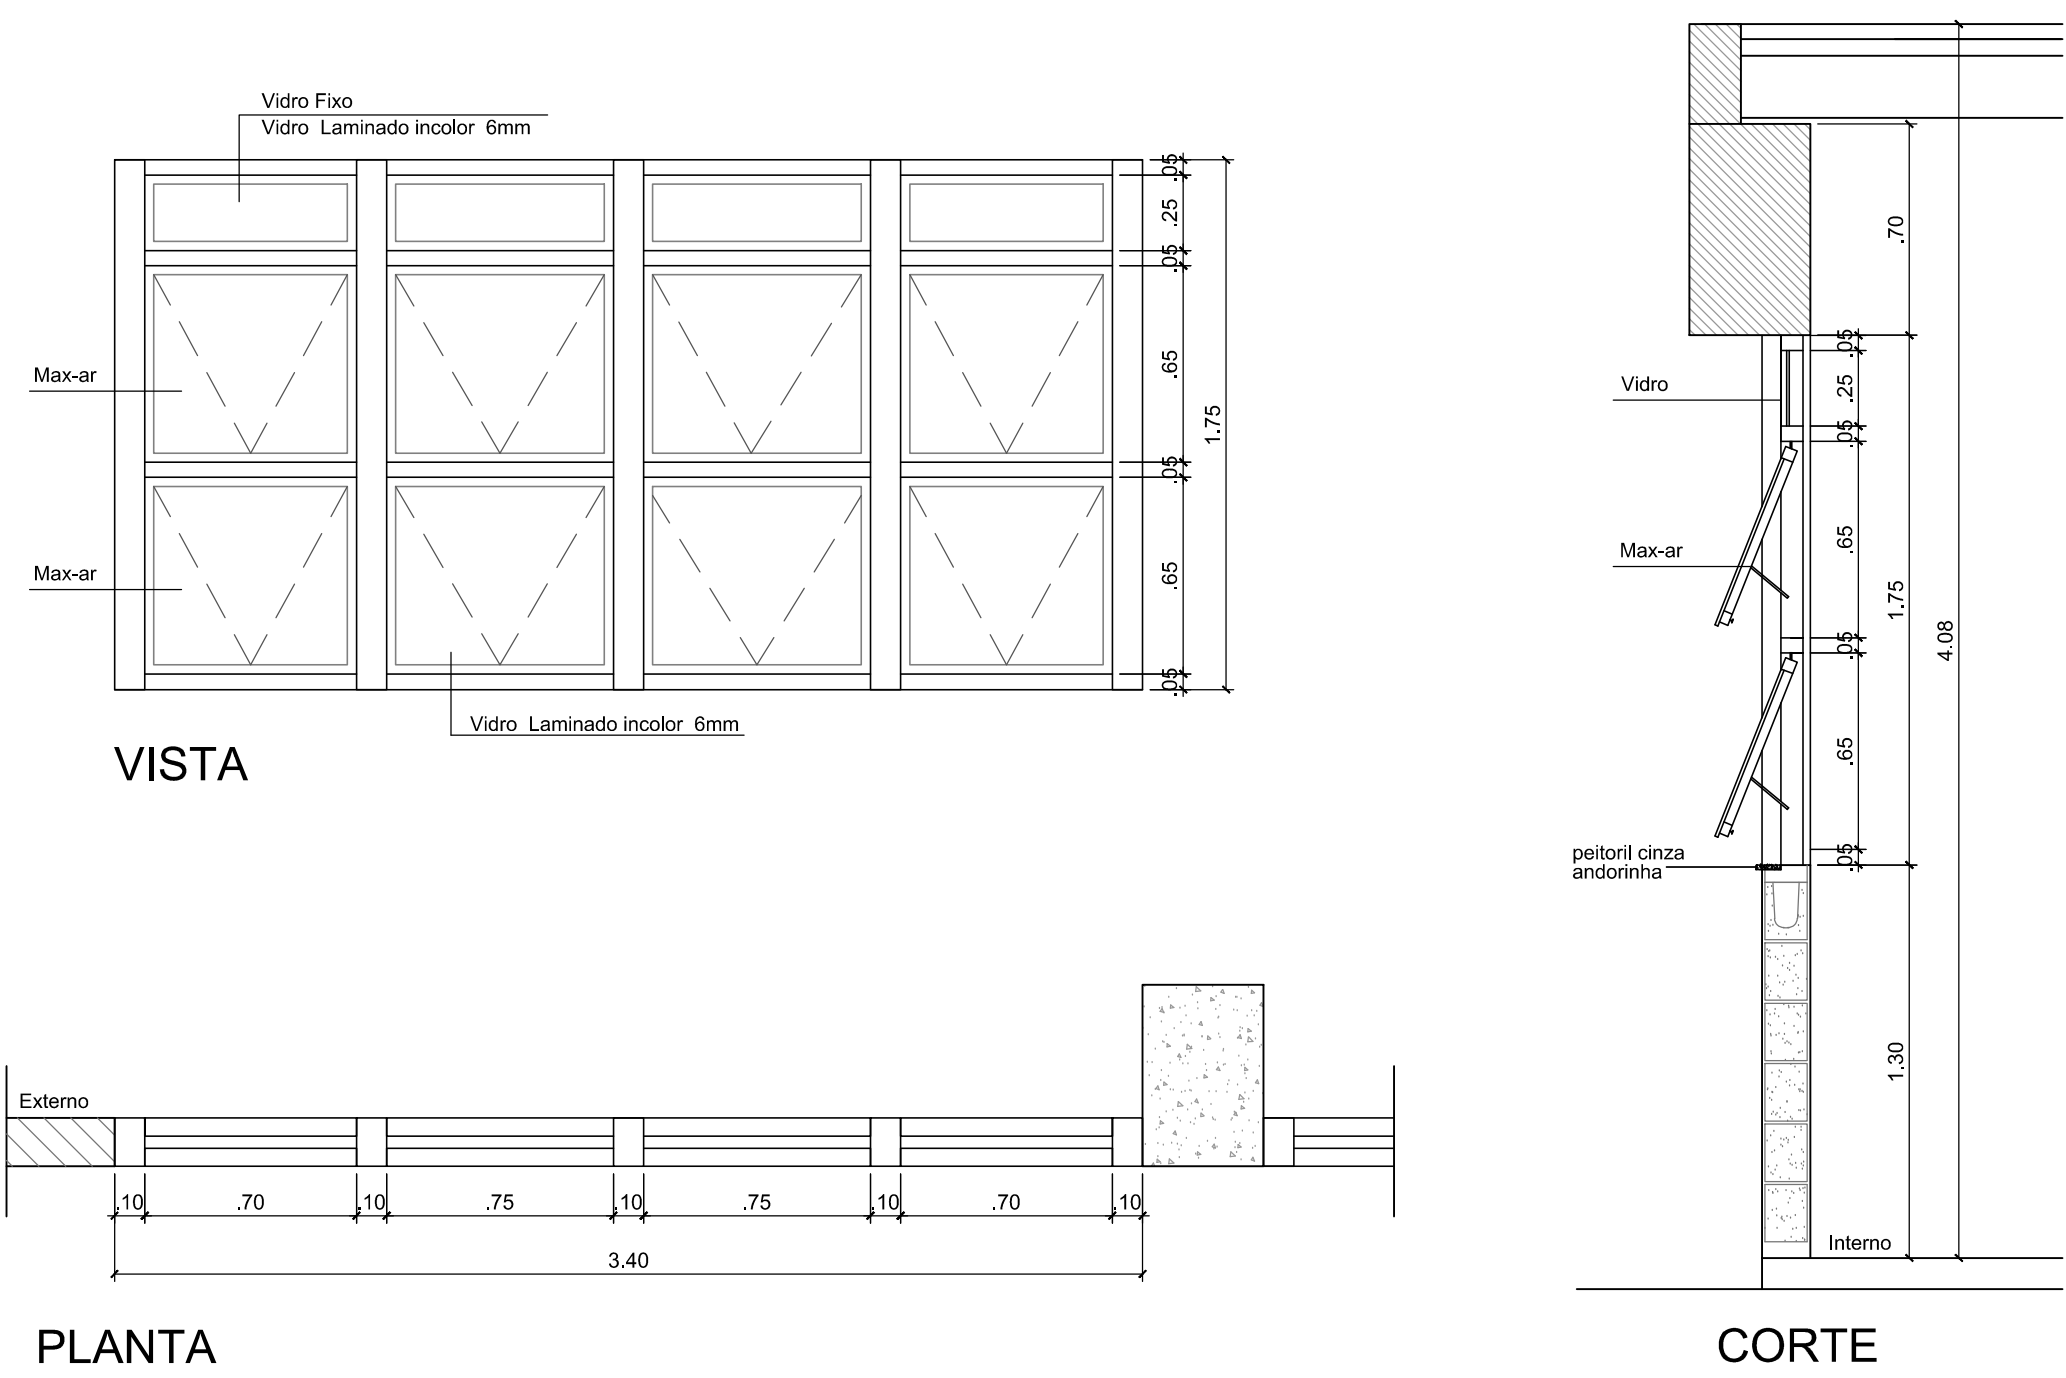 Vidro Fixo
Vidro Laminado incolor 6mm
Max-ar
Max-ar
.05
.25
.05
.65
.05
.65
.05
1.75
Vidro Laminado incolor 6mm
VISTA
Externo
.10 .70 .10 .75 .10 .75 .10 .70 .10
3.40
PLANTA
.70
Vidro
.05
.25
.05
Max-ar
.65
.05
.65
.05
1.75
4.08
peitoril cinza
andorinha
1.30
Interno
CORTE